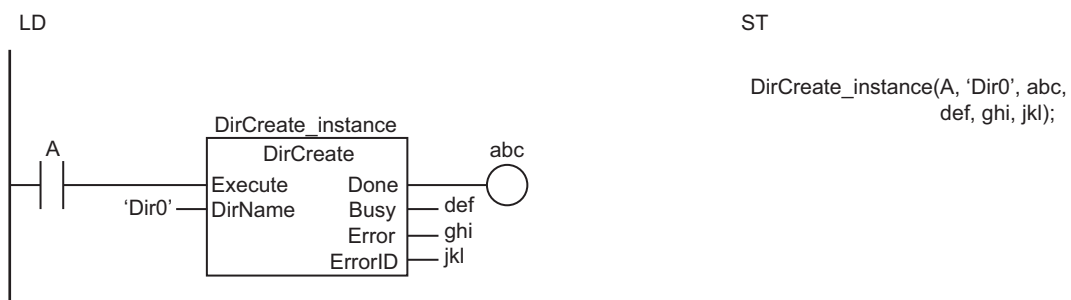 LD
ST
DirCreate_instance(A, ‘Dir0’, abc,
def, ghi, jkl);
DirCreate_instance
A
DirCreate
abc
Execute
Done
‘Dir0’
DirName
Busy
def
Error
ghi
ErrorID
jkl